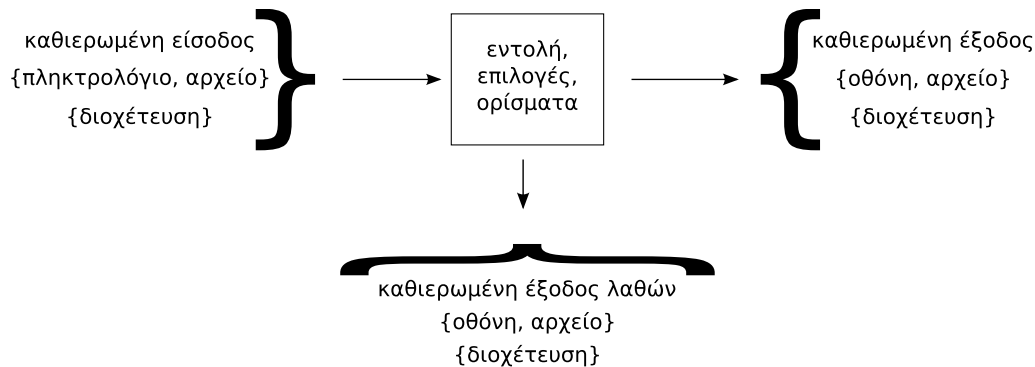 καθιερωμένη είσοδος
{πληκτρολόγιο, αρχείο}
{διοχέτευση}
εντολή,
επιλογές,
ορίσματα
καθιερωμένη έξοδος
{οθόνη, αρχείο}
{διοχέτευση}
καθιερωμένη έξοδος λαθών
{οθόνη, αρχείο}
{διοχέτευση}